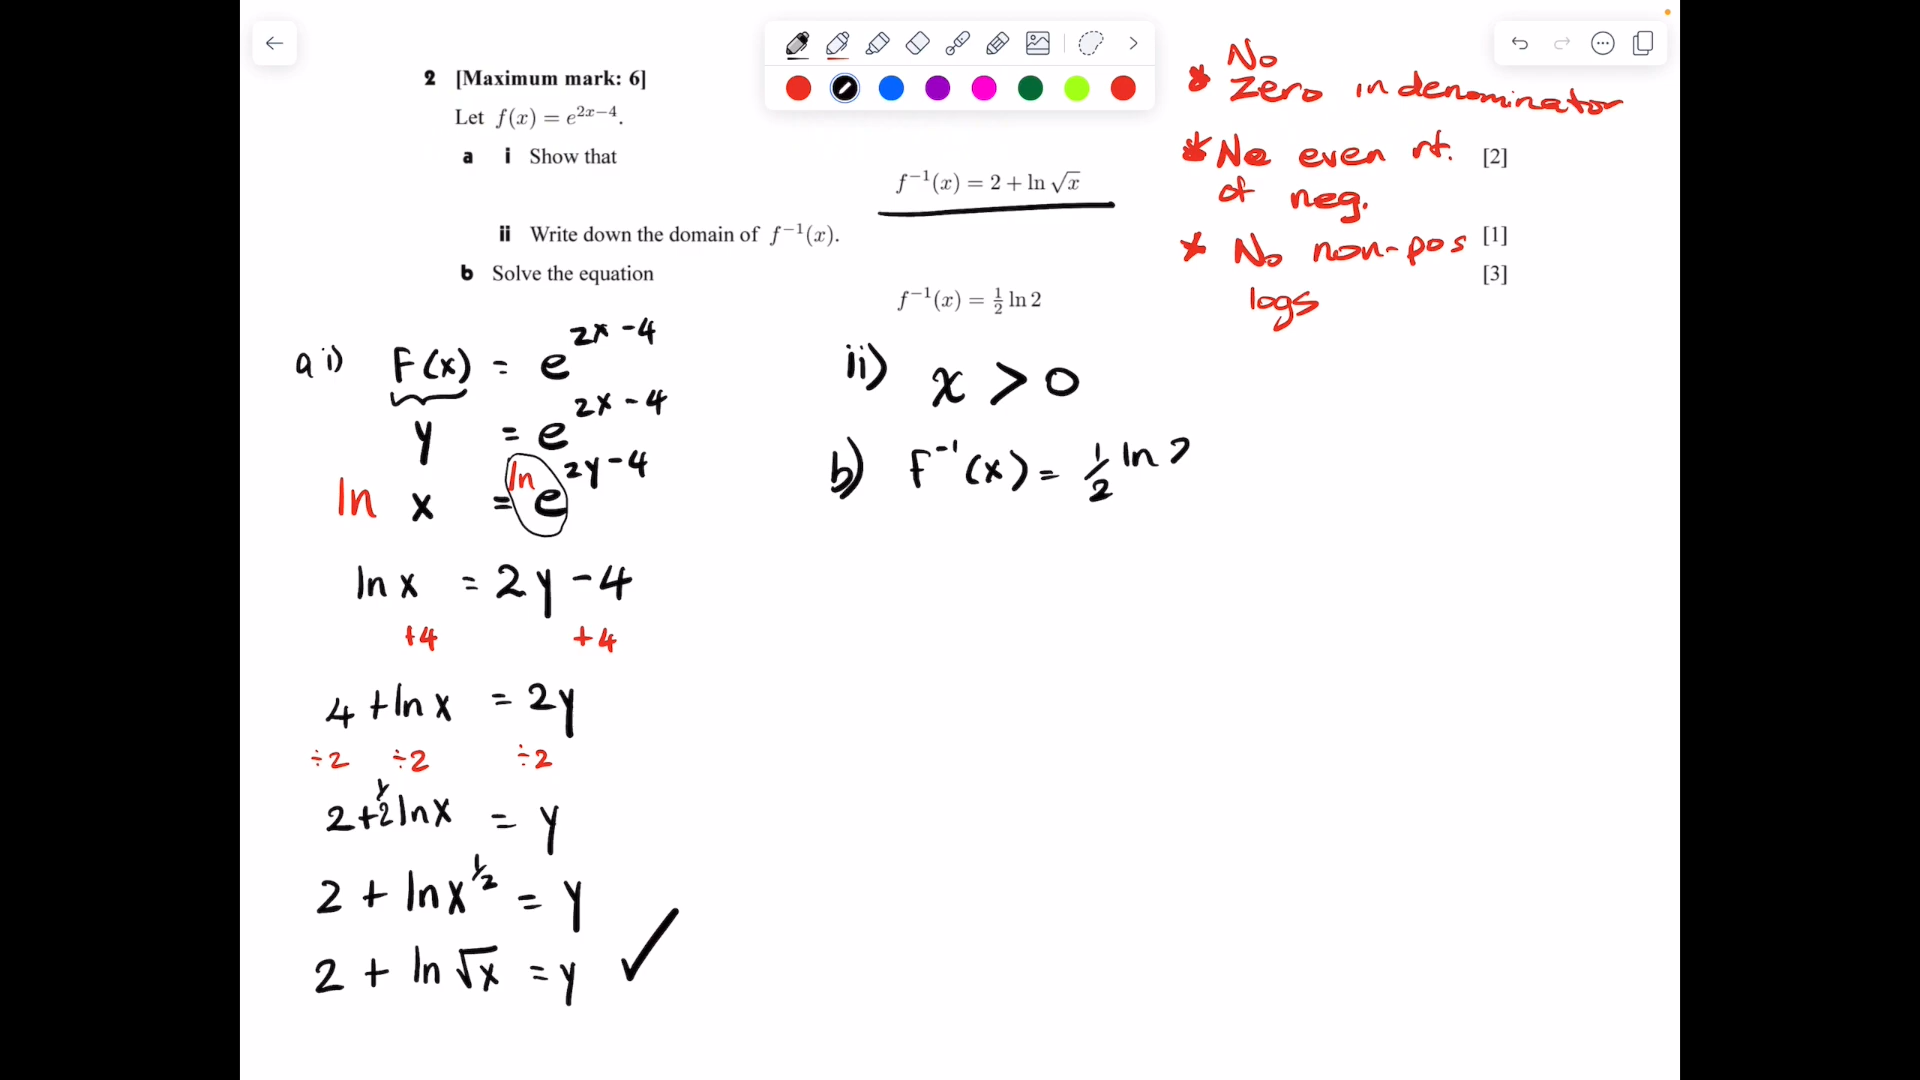 2 [Maximum mark: 6]
Let f(x) = e^{2x−4}.
a i Show that [2]
f^{−1}(x) = 2 + ln √x
ii Write down the domain of f^{−1}(x). [1]
b Solve the equation [3]
f^{−1}(x) = 1/2 ln 2
* No
Zero in denominator
* No even rt.
of neg.
* No non-pos
logs
a i) F(x) = e^{2x−4}
y = e^{2x−4}
ln x = ln e^{2y−4}
ln x = 2y −4
+4 +4
4 + ln x = 2y
÷2 ÷2 ÷2
2 + 1/2 ln x = y
2 + ln x^{1/2} = y
2 + ln √x = y ✓
ii) x > 0
b) F^{-1}(x) = 1/2 ln 2